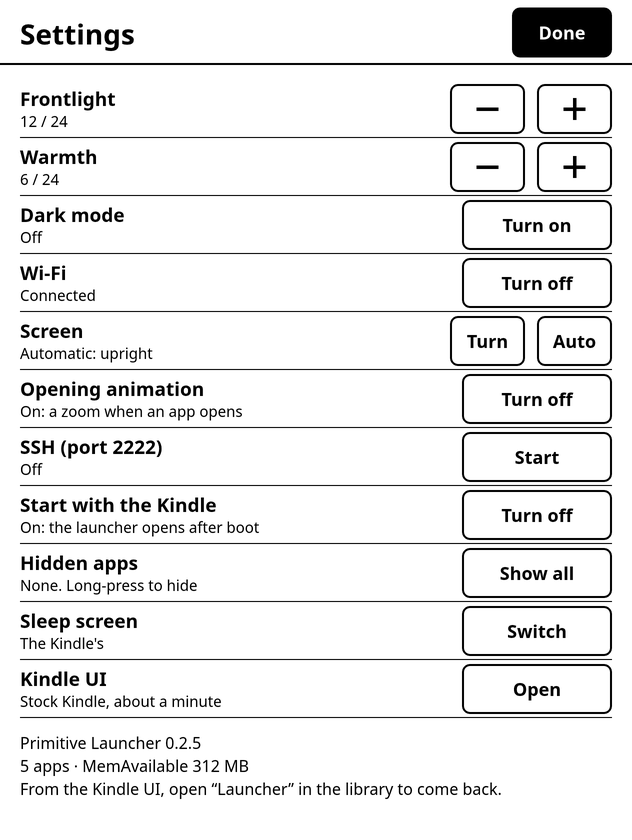 Settings
Done
Frontlight
12 / 24
− +
Warmth
6 / 24
− +
Dark mode
Off
Turn on
Wi-Fi
Connected
Turn off
Screen
Automatic: upright
Turn Auto
Opening animation
On: a zoom when an app opens
Turn off
SSH (port 2222)
Off
Start
Start with the Kindle
On: the launcher opens after boot
Turn off
Hidden apps
None. Long-press to hide
Show all
Sleep screen
The Kindle's
Switch
Kindle UI
Stock Kindle, about a minute
Open
Primitive Launcher 0.2.5
5 apps · MemAvailable 312 MB
From the Kindle UI, open “Launcher” in the library to come back.